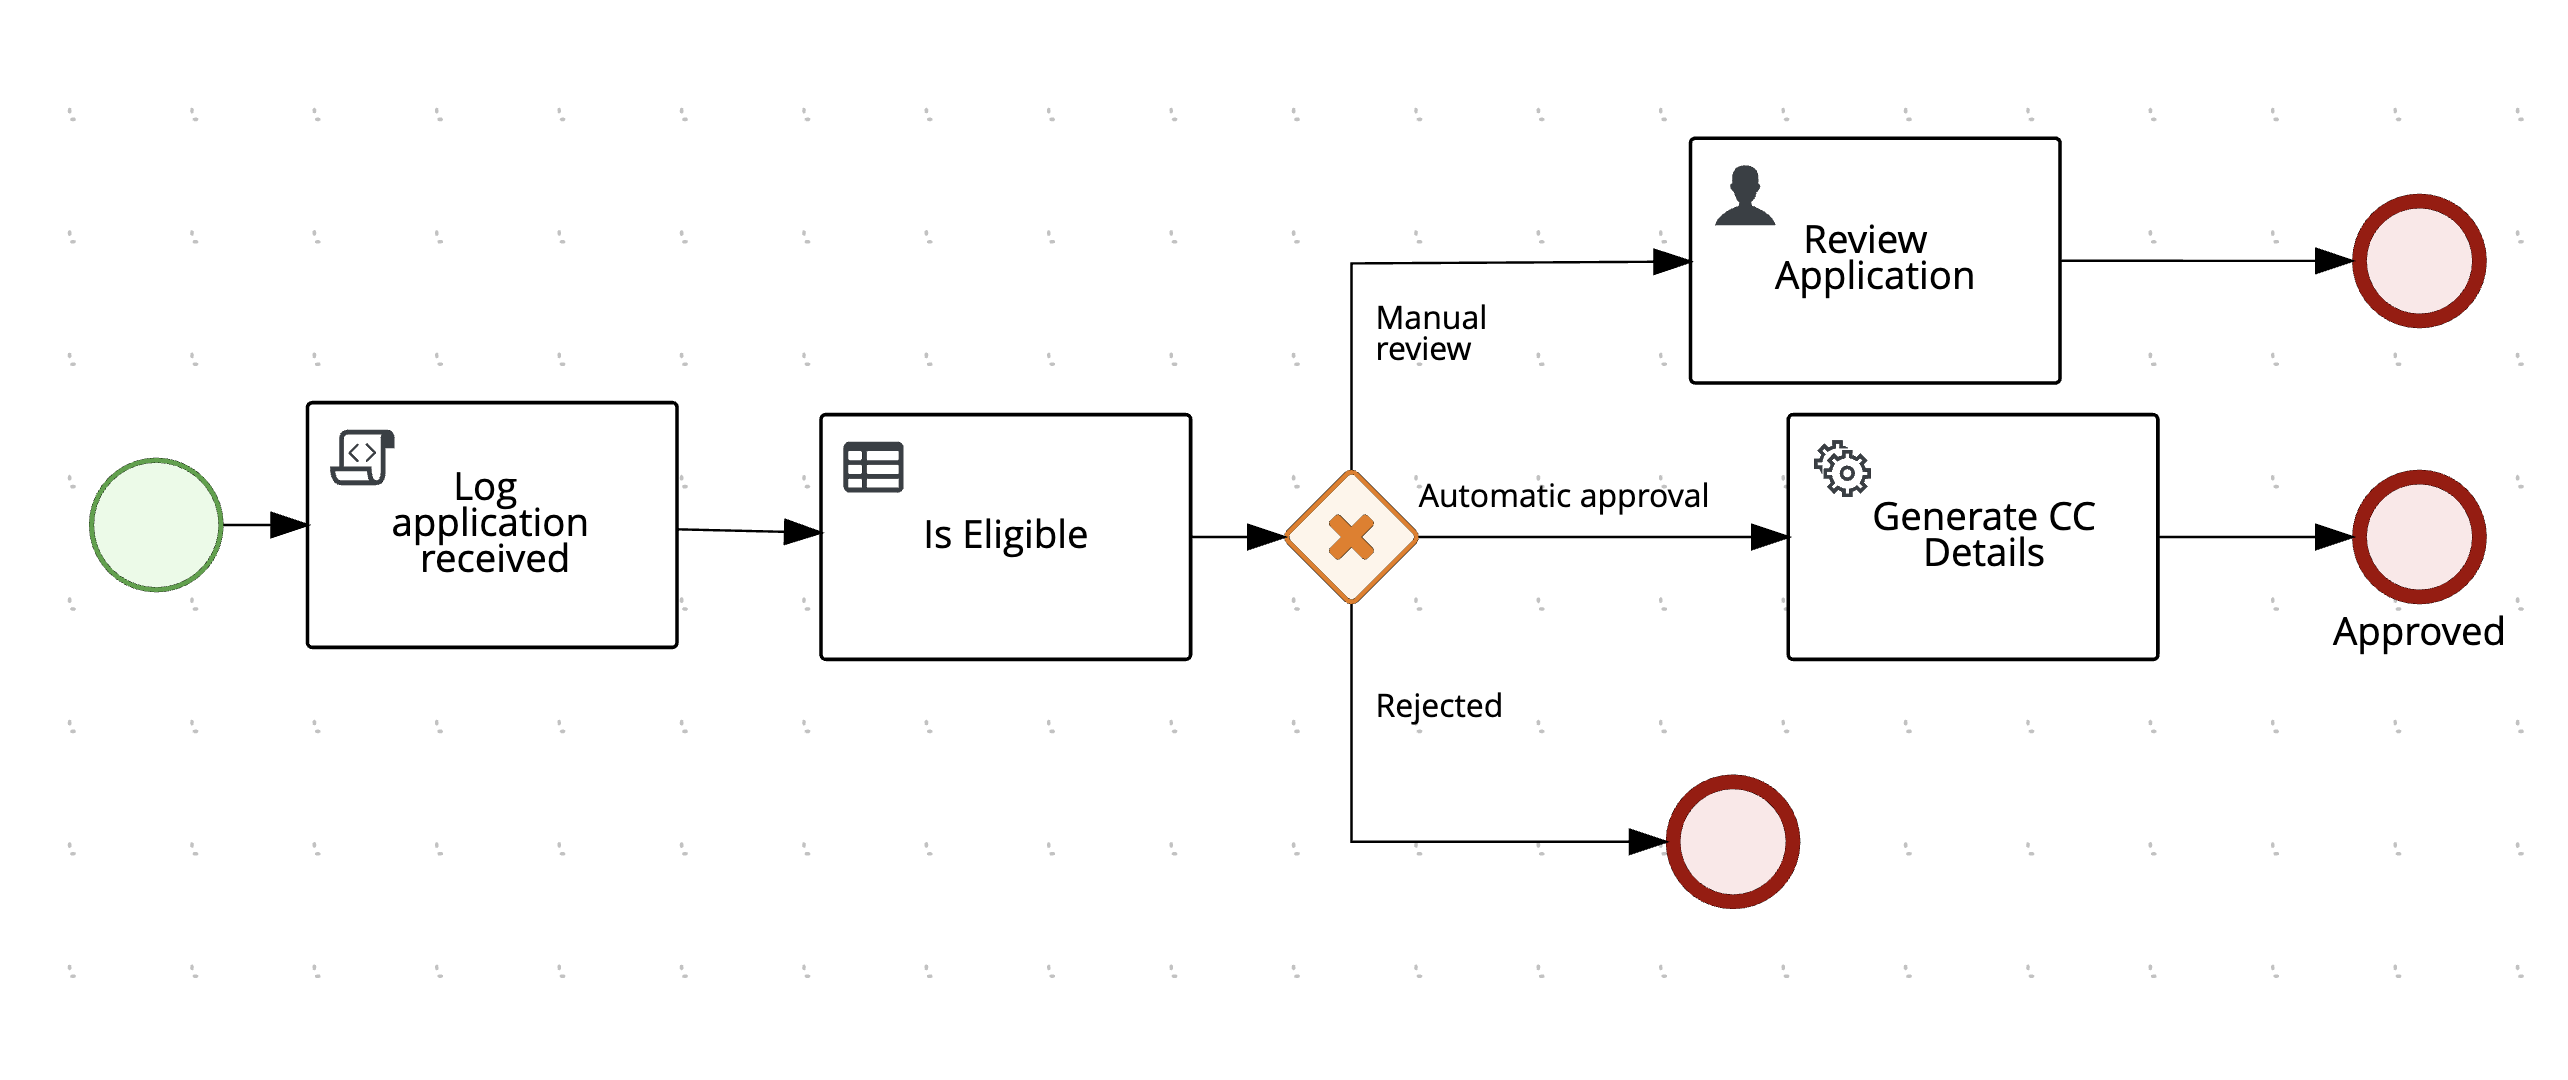 Log
application
received
Is Eligible
Manual
review
Review
Application
Automatic approval
Generate CC
Details
Approved
Rejected